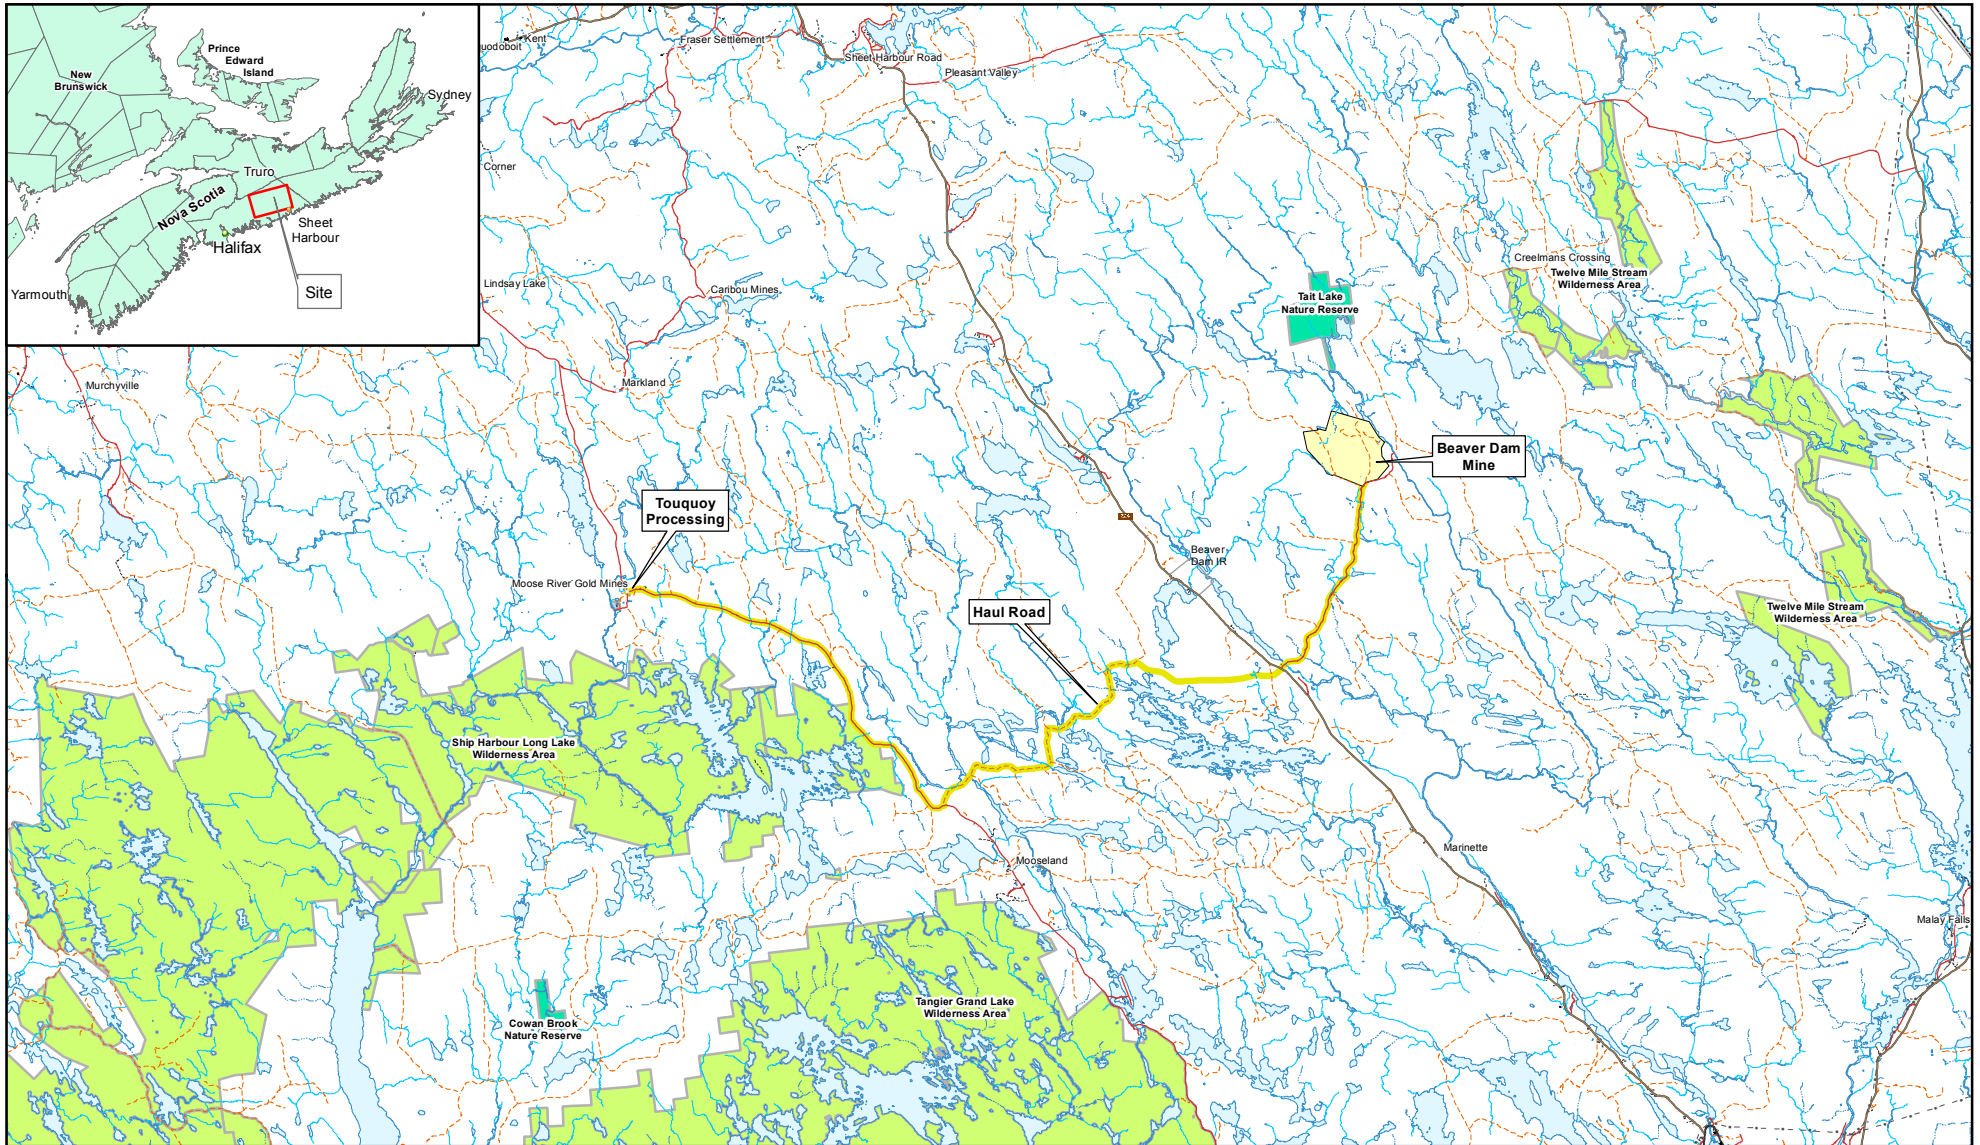 New
Brunswick
Prince
Edward
Island
Sydney
Truro
Nova Scotia
Sheet
Harbour
Halifax
Yarmouth
Site
Kent
uodoboit
Fraser Settlement
Sheet Harbour Road
Pleasant Valley
Corner
Lindsay Lake
Caribou Mines
Markland
Murchyville
Creelmans Crossing
Twelve Mile Stream
Wilderness Area
Tait Lake
Nature Reserve
Beaver Dam
Mine
Touquoy
Processing
Moose River Gold Mines
Beaver
Dam IR
Haul Road
Twelve Mile Stream
Wilderness Area
Ship Harbour Long Lake
Wilderness Area
Mooseland
Marinette
Malay Falls
Tangier Grand Lake
Wilderness Area
Cowan Brook
Nature Reserve